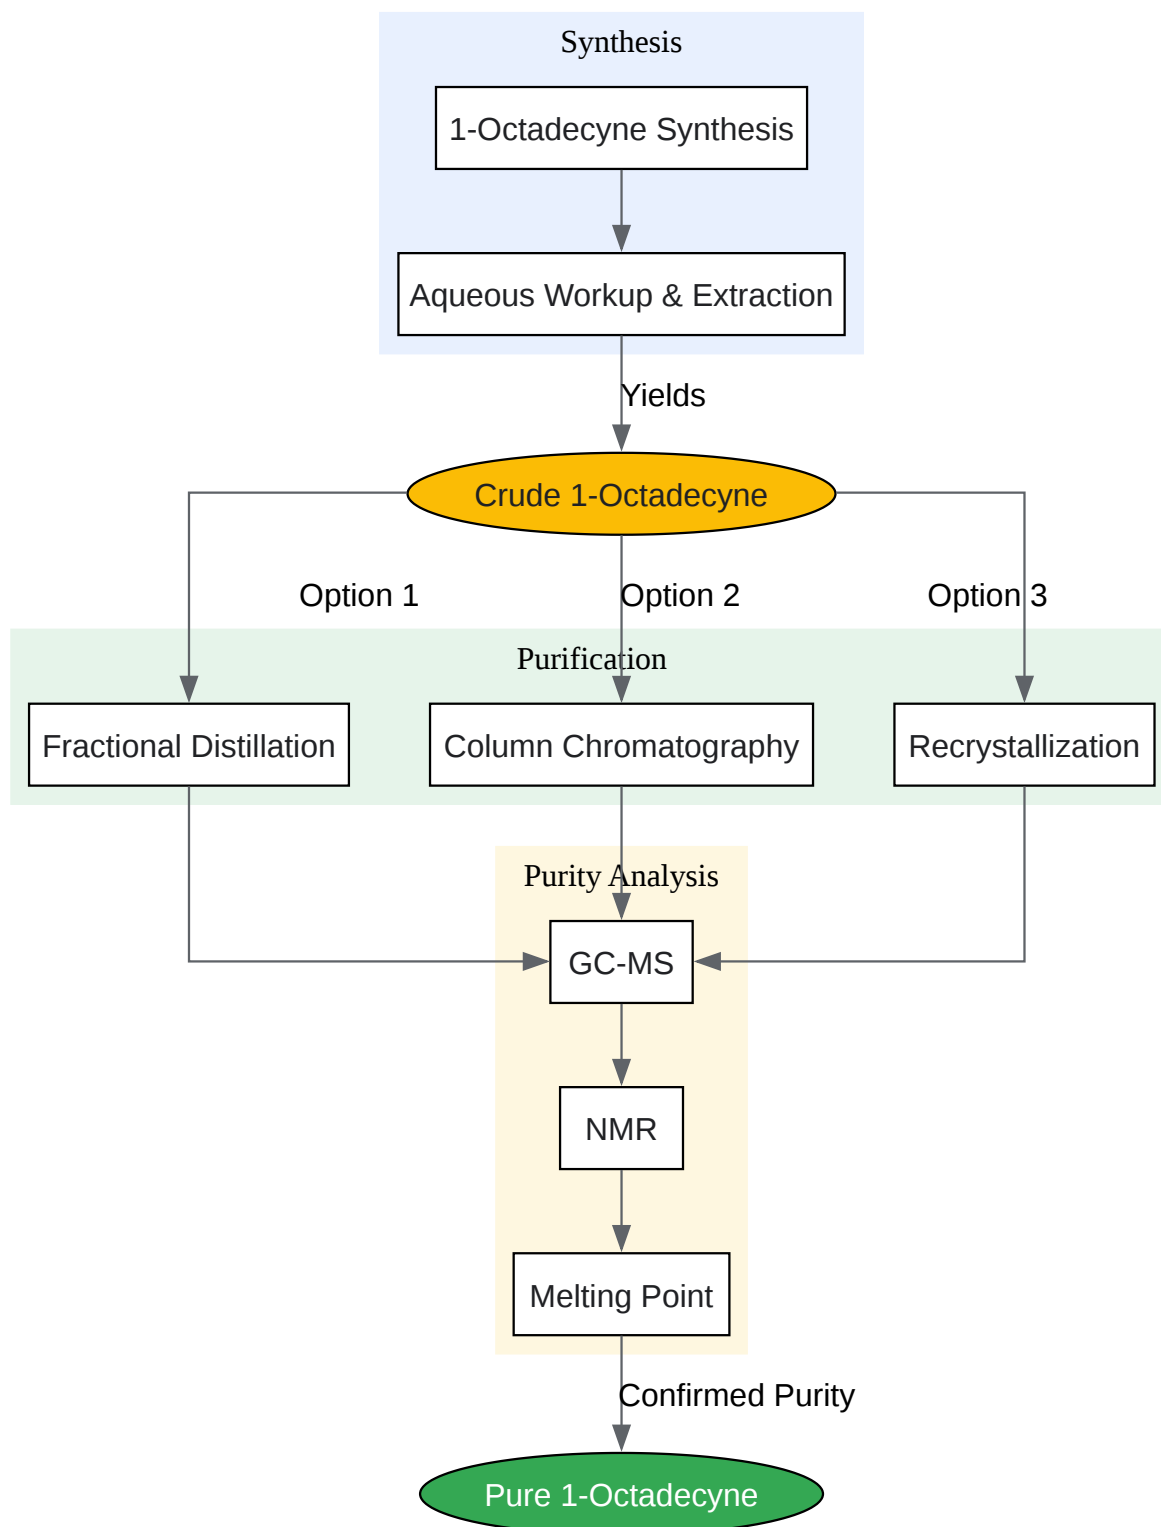 Synthesis
1-Octadecyne Synthesis
Aqueous Workup & Extraction
Yields
Crude 1-Octadecyne
Option 1
Option 2
Option 3
Purification
Fractional Distillation
Column Chromatography
Recrystallization
Purity Analysis
GC-MS
NMR
Melting Point
Confirmed Purity
Pure 1-Octadecyne